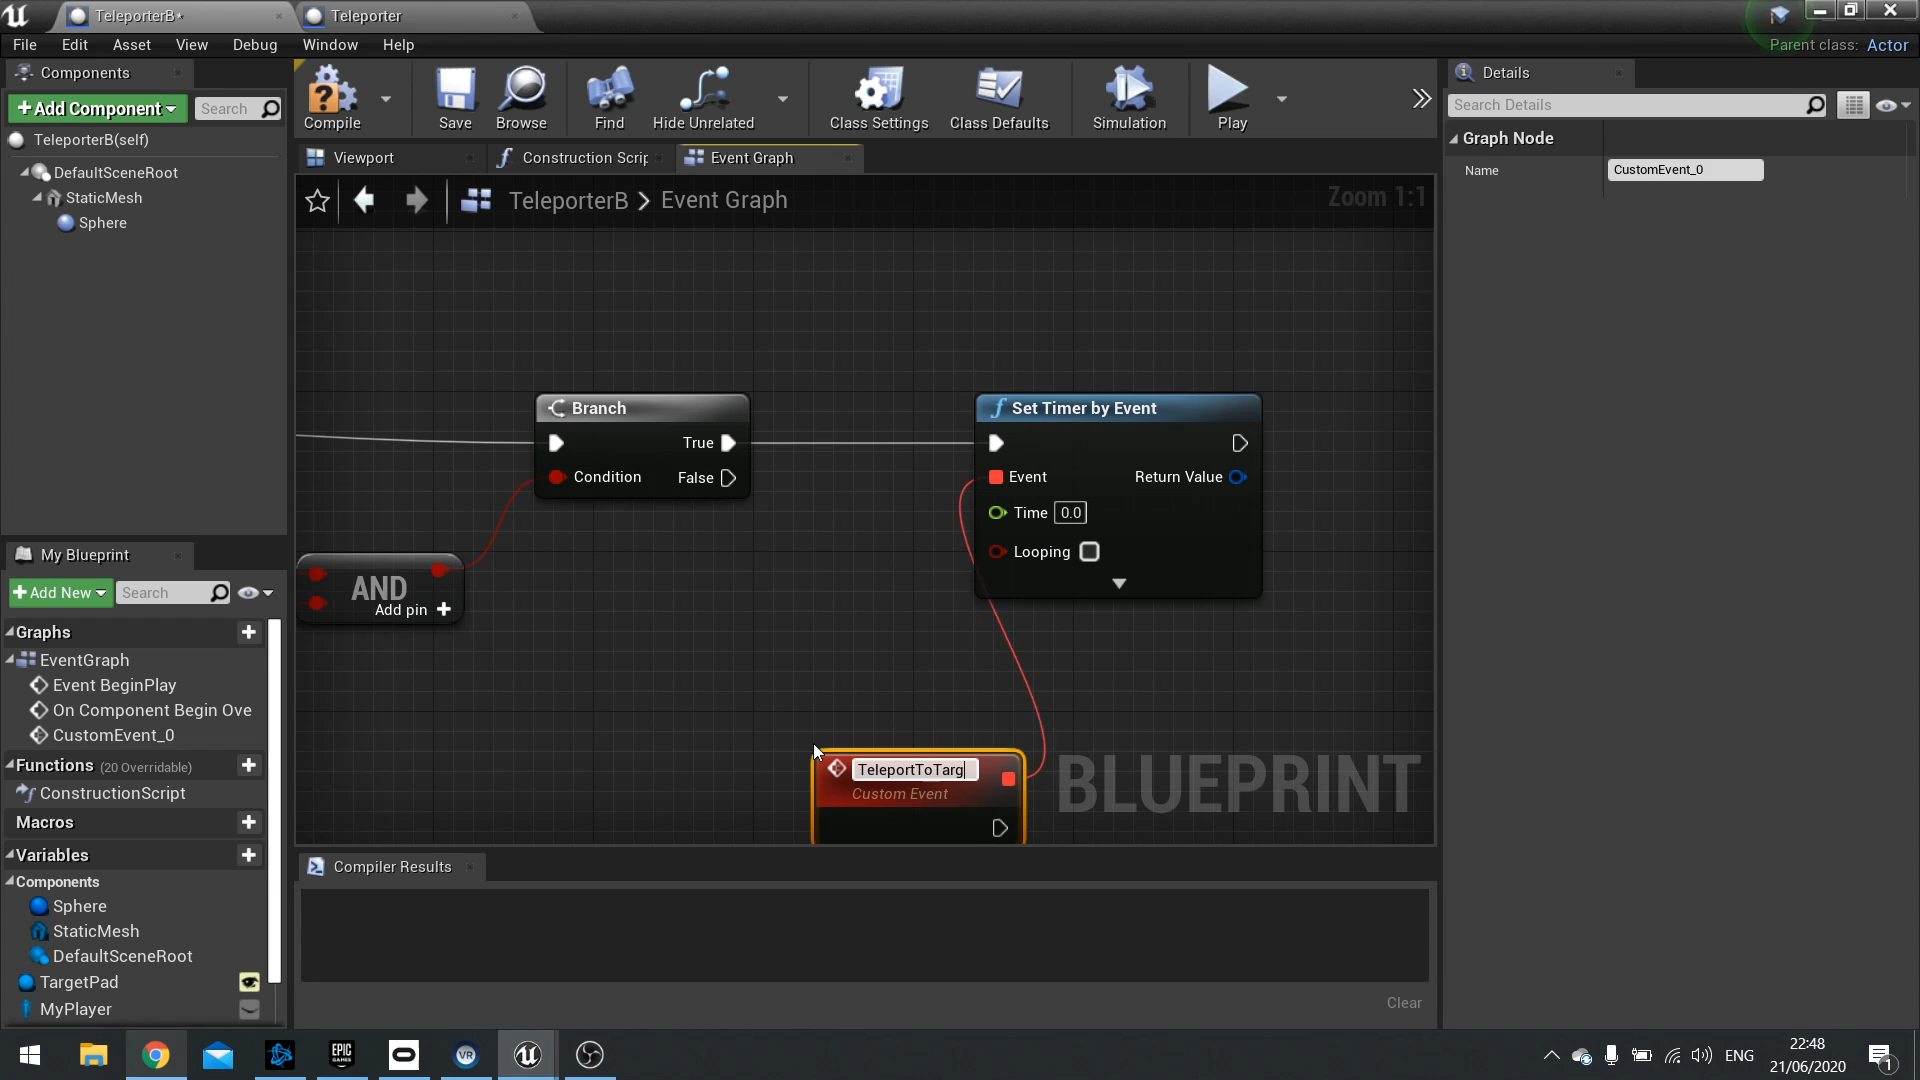 TeleporterB*
Teleporter
File Edit Asset View Debug Window Help
Parent class: Actor
Components
Add Component
Search
TeleporterB(self)
DefaultSceneRoot
StaticMesh
Sphere
Compile
Save
Browse
Find
Hide Unrelated
Class Settings
Class Defaults
Simulation
Play
Viewport
Construction Scrip
Event Graph
TeleporterB > Event Graph
Zoom 1:1
Branch
True
Condition
False
AND
Add pin
Set Timer by Event
Event
Return Value
Time 0.0
Looping
TeleportToTarg
Custom Event
BLUEPRINT
Details
Search Details
Graph Node
Name
CustomEvent_0
My Blueprint
Add New
Search
Graphs
EventGraph
Event BeginPlay
On Component Begin Ove
CustomEvent_0
Functions (20 Overridable)
ConstructionScript
Macros
Variables
Components
Sphere
StaticMesh
DefaultSceneRoot
TargetPad
MyPlayer
Compiler Results
Clear
EPIC
GAMES
VR
ENG
22:48
21/06/2020
1